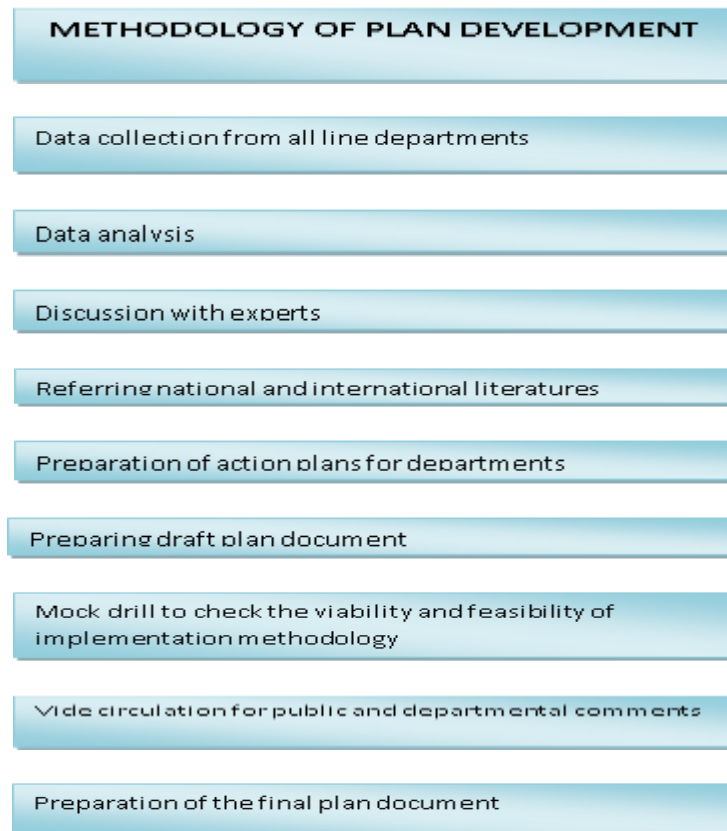 METHODOLOGY OF PLAN DEVELOPMENT
Data collection from all line departments
Data analysis
Discussion with experts
Referring national and international literatures
Preparation of action plans for departments
Preparing draft plan document
Mock drill to check the viability and feasibility of
implementation methodology
Vide circulation for public and departmental comments
Preparation of the final plan document